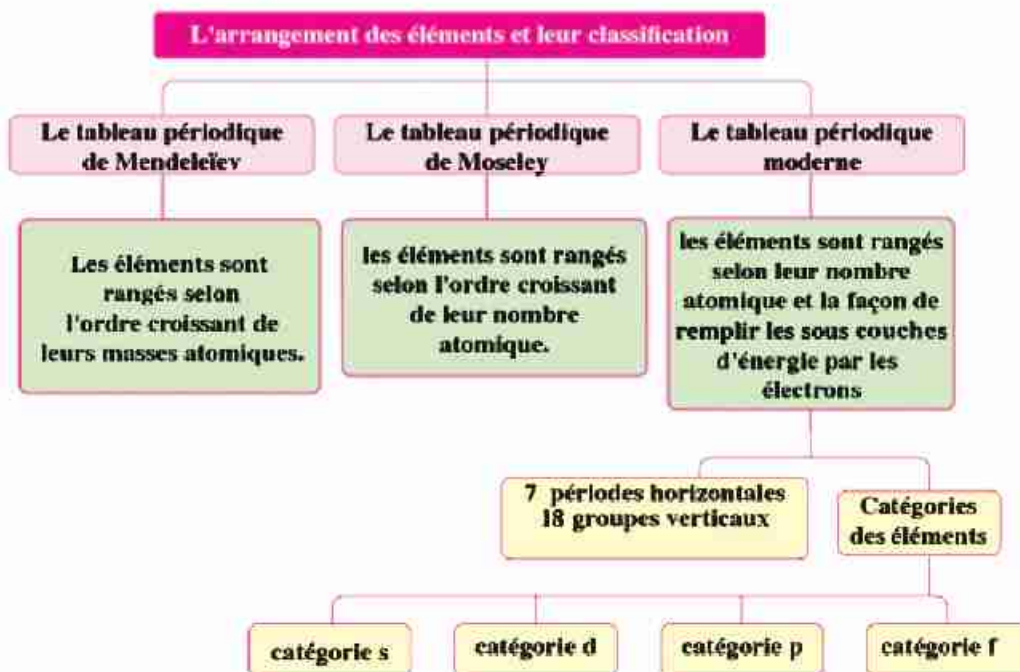 L'arrangement des éléments et leur classification
Le tableau périodique
de Mendeleïev
Le tableau périodique
de Moseley
Le tableau périodique
moderne
Les éléments sont
rangés selon
l'ordre croissant de
leurs masses atomiques.
les éléments sont rangés
selon l'ordre croissant
de leur nombre
atomique.
les éléments sont rangés
selon leur nombre
atomique et la façon de
remplir les sous couches
d'énergie par les
électrons
7 périodes horizontales
18 groupes verticaux
Catégories
des éléments
catégorie s
catégorie d
catégorie p
catégorie f